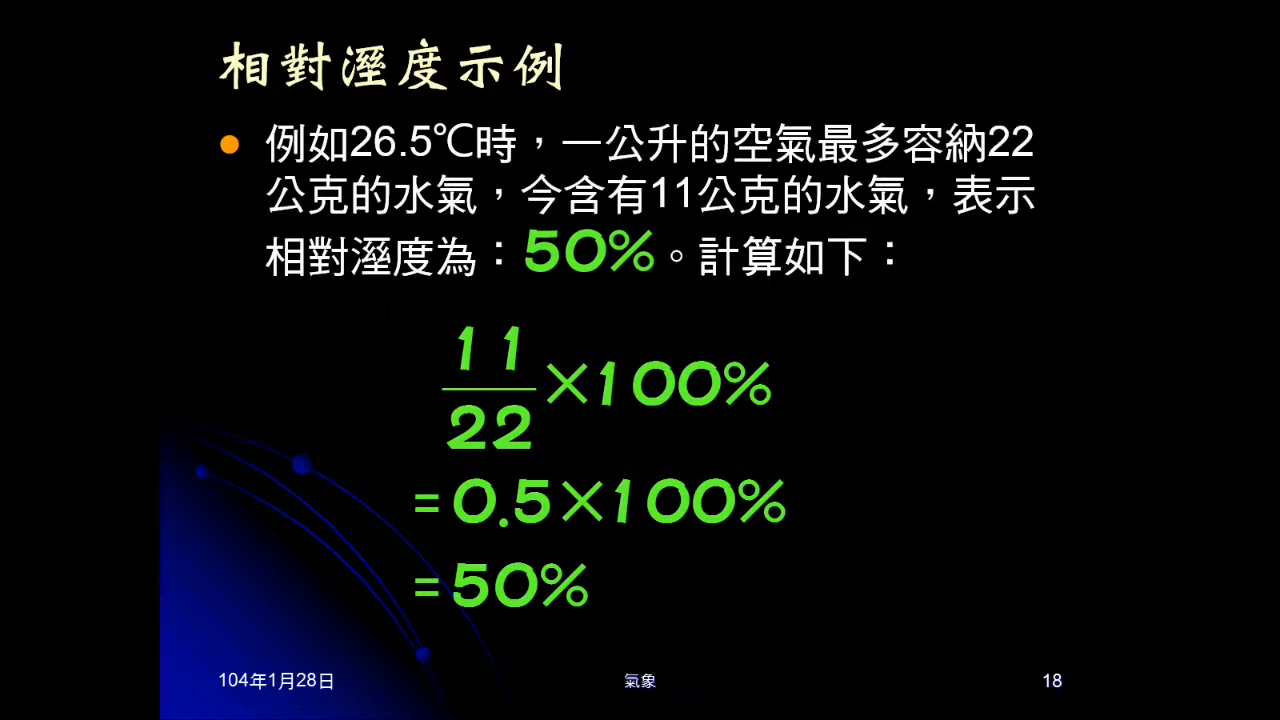 相對溼度示例
例如26.5℃時，一公升的空氣最多容納22
公克的水氣，今含有11公克的水氣，表示
相對溼度為：50%。計算如下：
11
22
×100%
=0.5×100%
=50%
104年1月28日
氣象
18